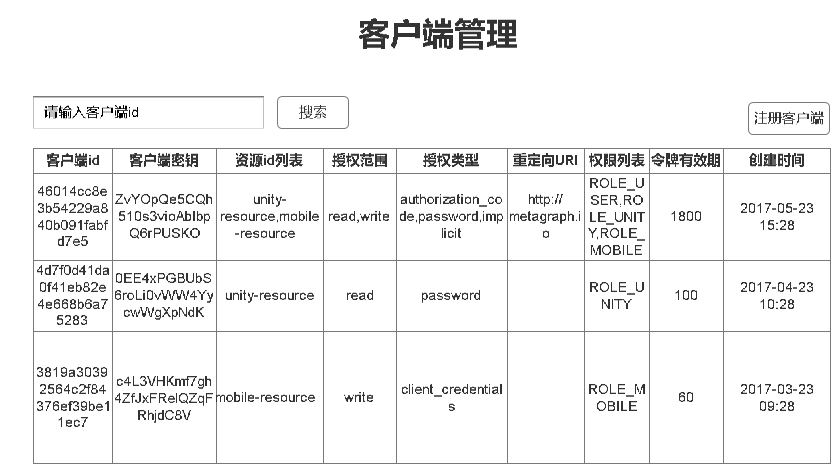 客户端管理
请输入客户端id
搜索
注册客户端
客户端id 客户端密钥 资源id列表 授权范围 授权类型 重定向URI 权限列表 令牌有效期 创建时间
46014cc8e
3b54229a8
40b091fabf
d7e5
ZvYOpQe5CQh
510s3vioAbIbp
Q6rPUSKO
unity-
resource,mobile
-resource
read,write
authorization_co
de,password,imp
licit
http://
metagraph.i
o
ROLE_U
SER,RO
LE_UNIT
Y,ROLE_
MOBILE
1800
2017-05-23
15:28
4d7f0d41da
0f41eb82e
4e668b6a7
5283
0EE4xPGBUbS
6roLi0vWW4Yy
cwWgXpNdK
unity-resource
read
password
ROLE_U
NITY
100
2017-04-23
10:28
3819a3039
2564c2f84
376ef39be1
1ec7
c4L3VHKmf7gh
4ZfJxFRelQZqF
RhjdC8V
mobile-resource
write
client_credential
s
ROLE_M
OBILE
60
2017-03-23
09:28